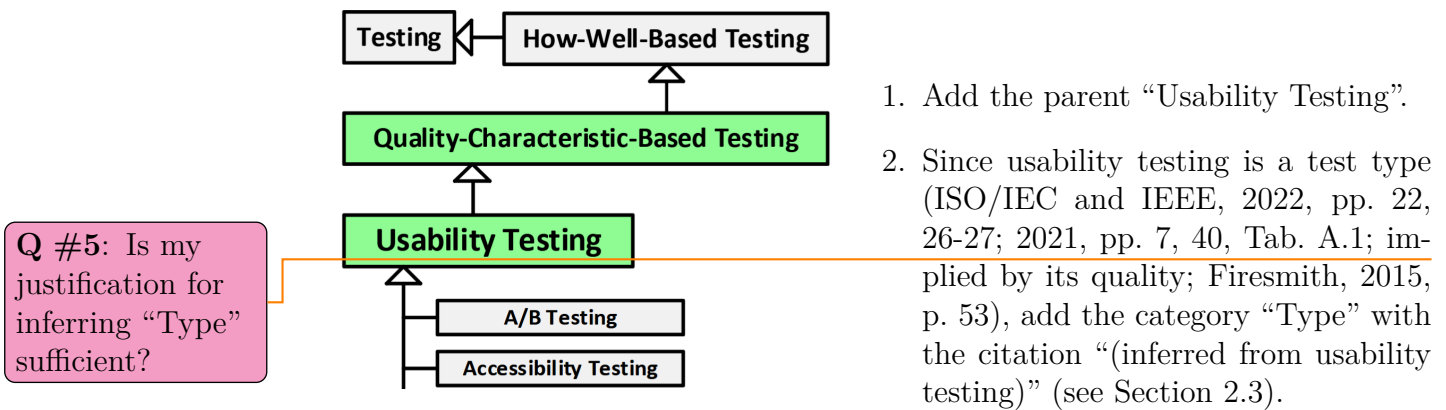 Testing
How-Well-Based Testing
Quality-Characteristic-Based Testing
Usability Testing
A/B Testing
Accessibility Testing
Q #5: Is my
justification for
inferring “Type”
sufficient?
1. Add the parent “Usability Testing”.
2. Since usability testing is a test type
(ISO/IEC and IEEE, 2022, pp. 22,
26-27; 2021, pp. 7, 40, Tab. A.1; im-
plied by its quality; Firesmith, 2015,
p. 53), add the category “Type” with
the citation “(inferred from usability
testing)” (see Section 2.3).